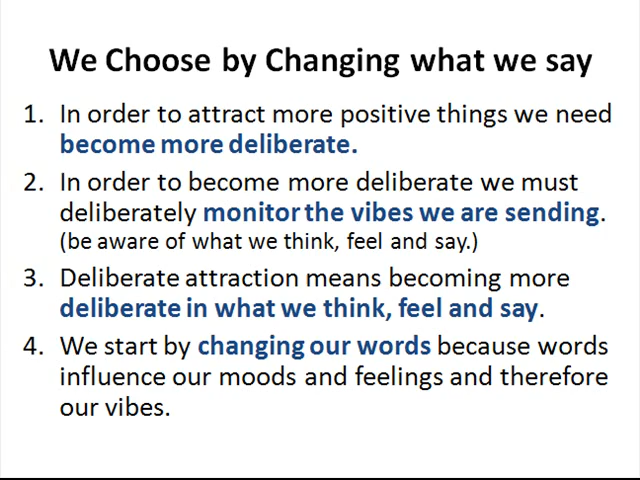 We Choose by Changing what we say
1. In order to attract more positive things we need
become more deliberate.
2. In order to become more deliberate we must
deliberately monitor the vibes we are sending.
(be aware of what we think, feel and say.)
3. Deliberate attraction means becoming more
deliberate in what we think, feel and say.
4. We start by changing our words because words
influence our moods and feelings and therefore
our vibes.